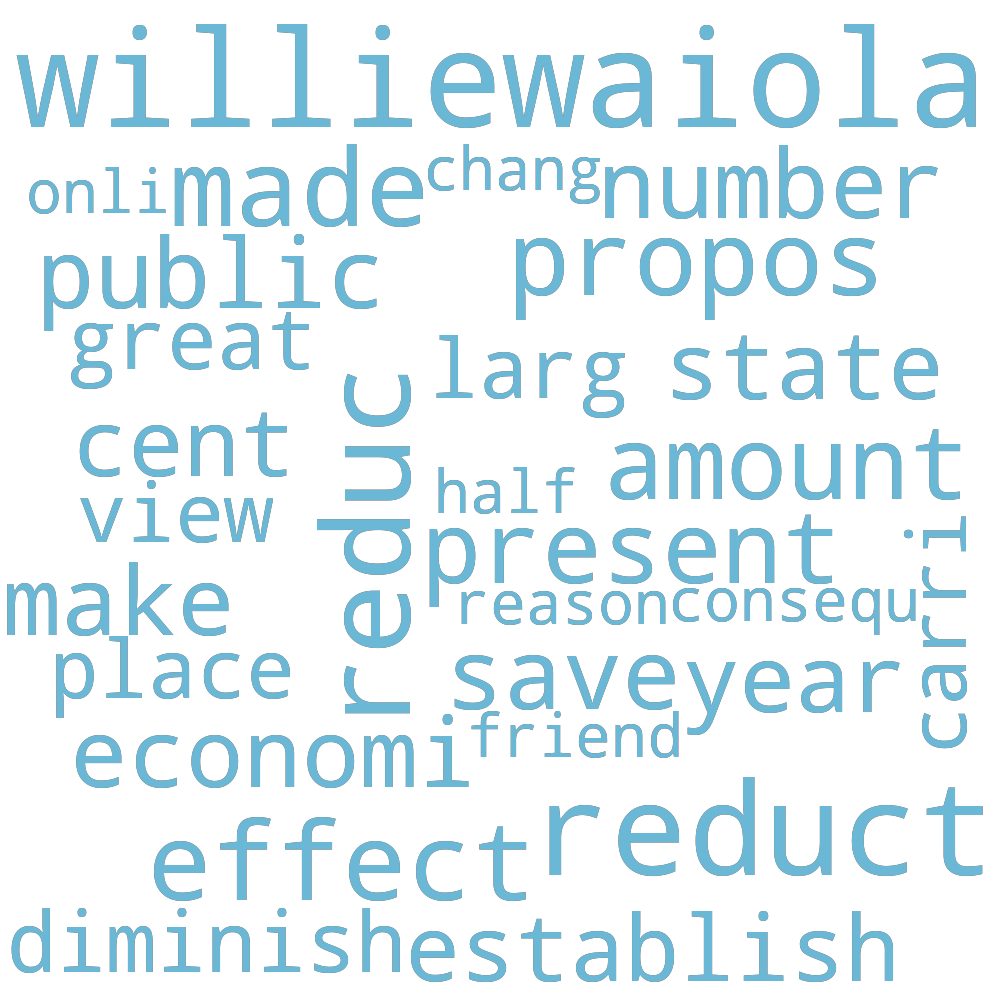 williewaiola
onli made chang number
public propos
great larg state
cent reduc amount
view half present
make reason consequ carri
place save year
economi friend
effect reduct
diminish establish